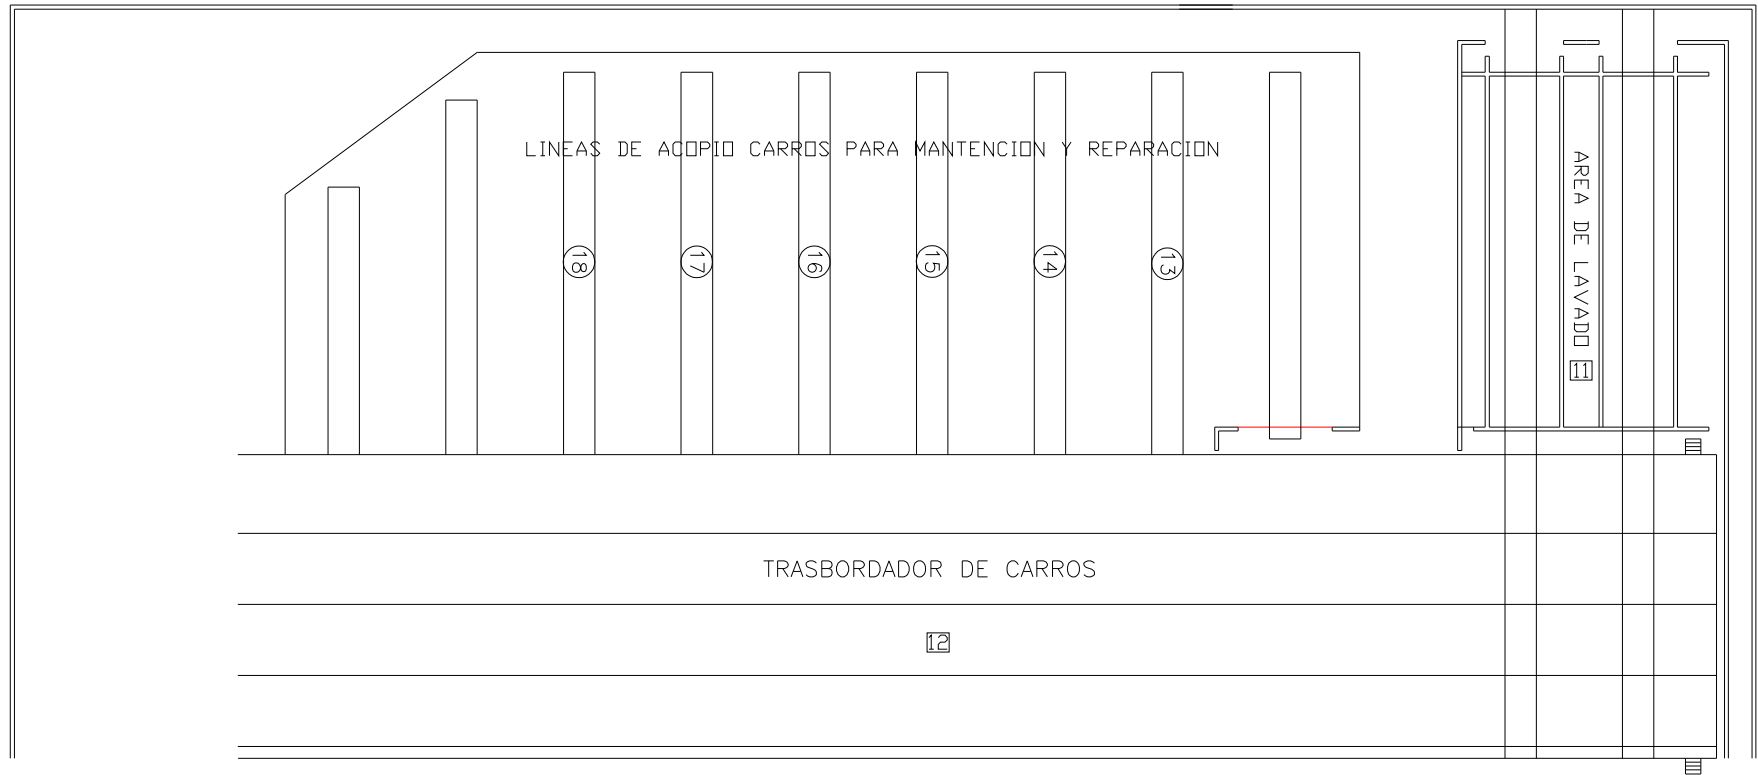 LINEAS DE ACOPIO CARROS PARA MANTENCION Y REPARACION
18
17
16
15
14
13
AREA DE LAVADO
11
TRASBORDADOR DE CARROS
12